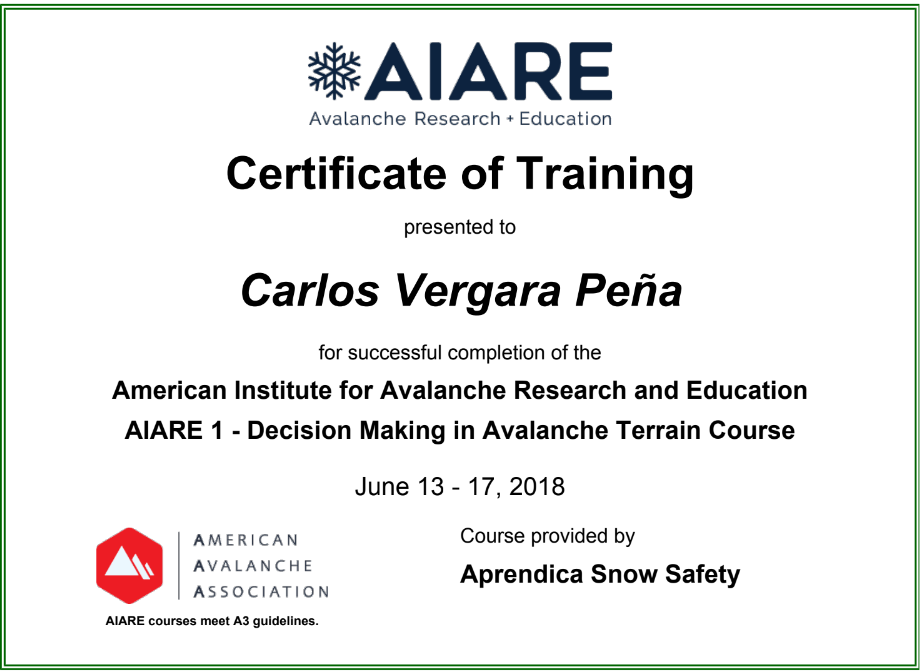 AIARE
Avalanche Research + Education
Certificate of Training
presented to
Carlos Vergara Peña
for successful completion of the
American Institute for Avalanche Research and Education
AIARE 1 - Decision Making in Avalanche Terrain Course
June 13 - 17, 2018
AMERICAN
AVALANCHE
ASSOCIATION
AIARE courses meet A3 guidelines.
Course provided by
Aprendica Snow Safety